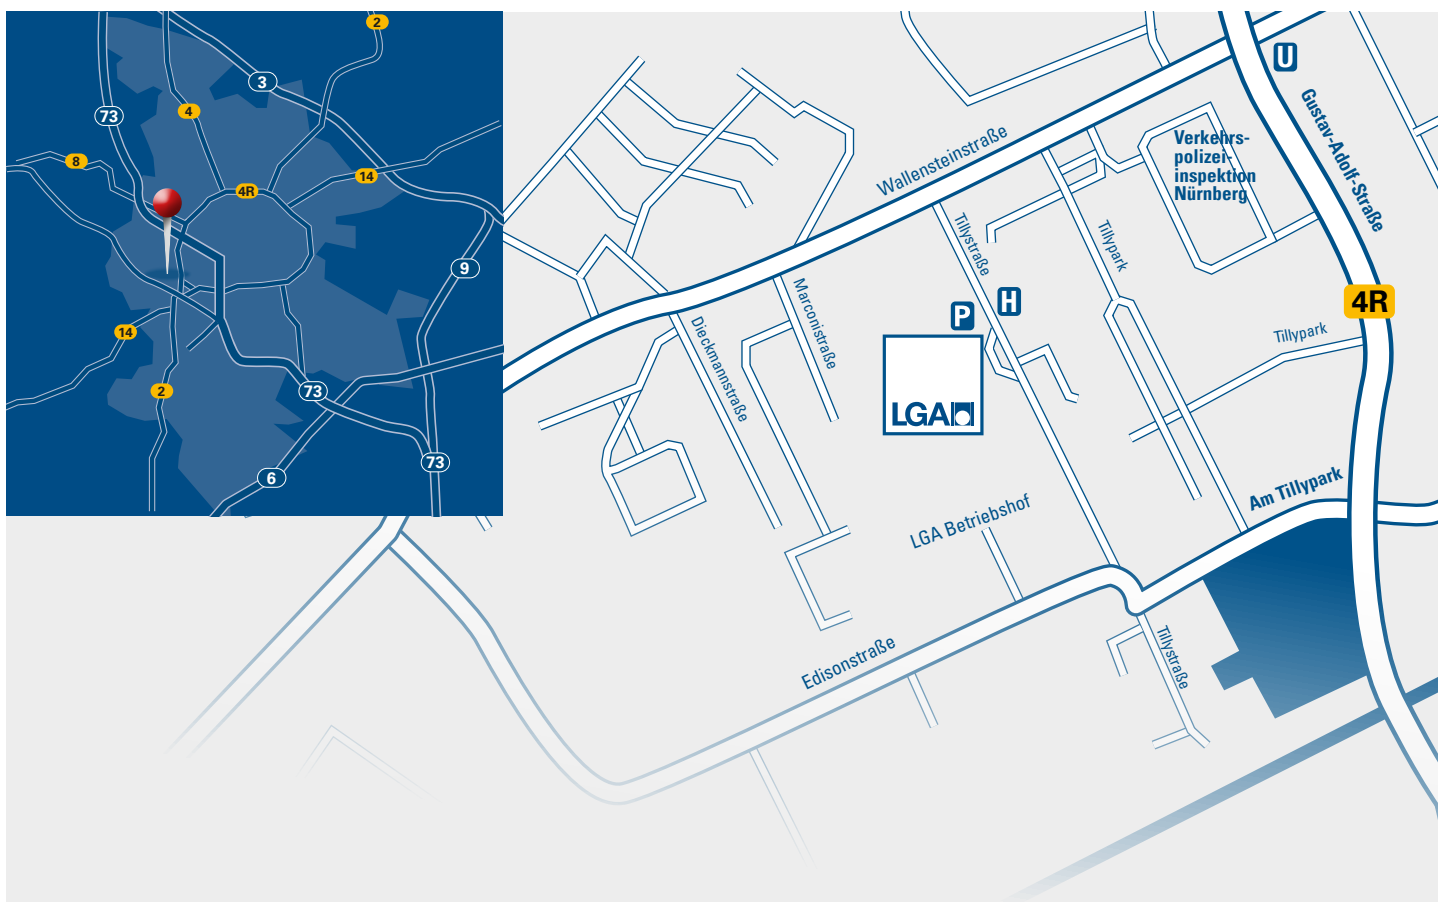 2
3
73
4
8
14
4R
9
14
2
73
73
6
U
Gustav-Adolf-Straße
Verkehrs-
polizei-
inspektion
Nürnberg
Wallensteinstraße
Tillystraße
Tillypark
H
P
4R
Marconistraße
Dieckmannstraße
Tillypark
LGA
Am Tillypark
LGA Betriebshof
Edisonstraße
Tillystraße